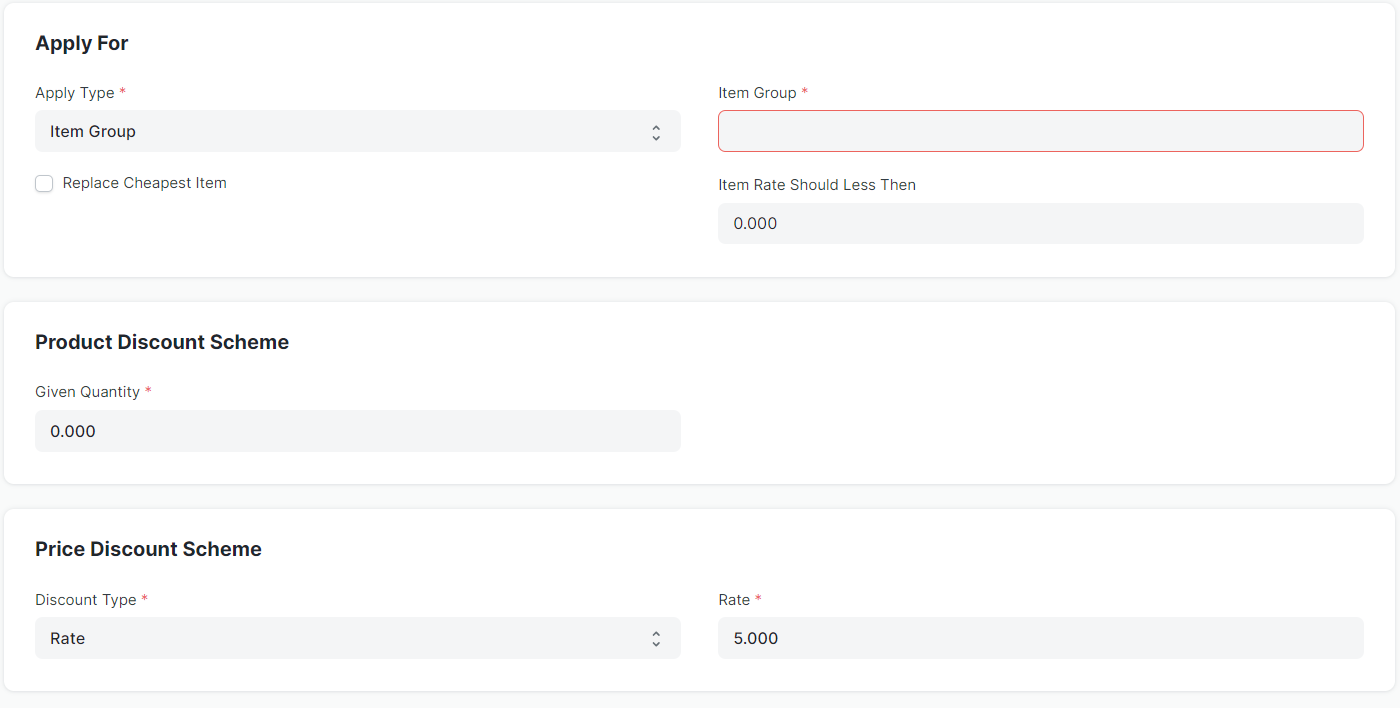 Apply For
Apply Type *
Item Group
Replace Cheapest Item
Item Group *
Item Rate Should Less Then
0.000
Product Discount Scheme
Given Quantity *
0.000
Price Discount Scheme
Discount Type *
Rate
Rate *
5.000